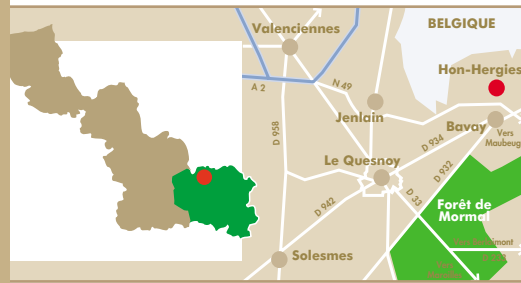 Valenciennes
BELGIQUE
Hon-Hergies
A 2
N 49
Jenlain
Bavay
Vers
Maubeug
D 958
D 934
Le Quesnoy
D 932
D 942
D 33
Forêt de
Mormal
Solesmes